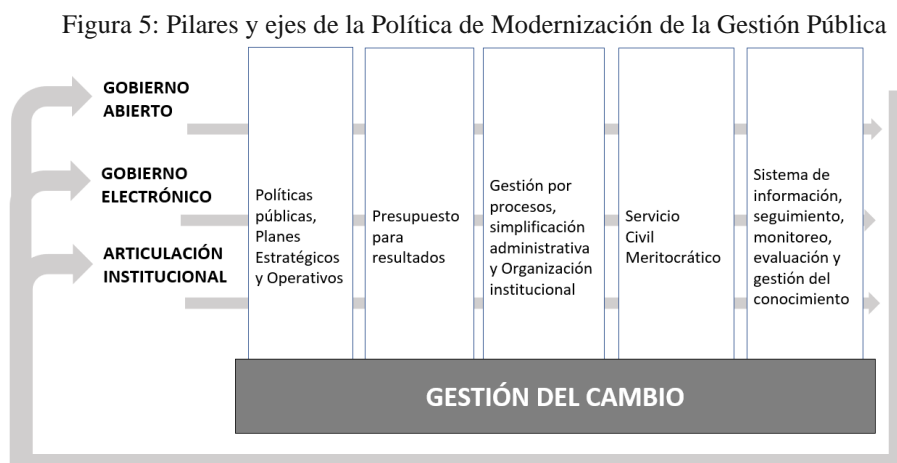 Figura 5: Pilares y ejes de la Política de Modernización de la Gestión Pública
GOBIERNO
ABIERTO
GOBIERNO
ELECTRÓNICO
ARTICULACIÓN
INSTITUCIONAL
Políticas
públicas,
Planes
Estratégicos
y Operativos
Presupuesto
para
resultados
Gestión por
procesos,
simplificación
administrativa
y Organización
institucional
Servicio
Civil
Meritocrático
Sistema de
información,
seguimiento,
monitoreo,
evaluación y
gestión del
conocimiento
GESTIÓN DEL CAMBIO